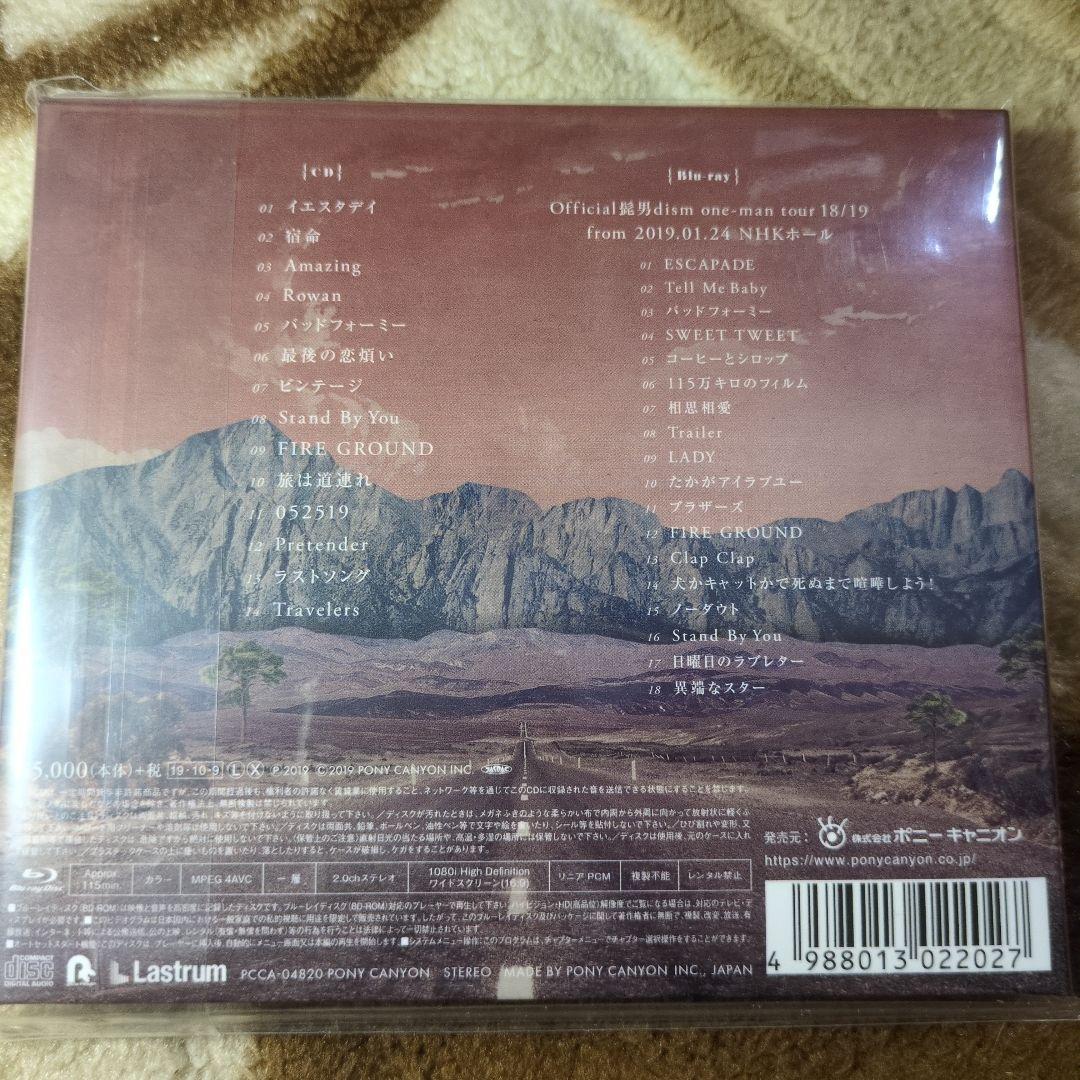 {CD}
01 イエスタデイ
02 宿命
03 Amazing
04 Rowan
05 バッドフォーミー
06 最後の恋煩い
07 ビンテージ
08 Stand By You
09 FIRE GROUND
10 旅は道連れ
11 052519
12 Pretender
13 ラストソング
14 Travelers
{Blu-ray}
Official髭男dism one-man tour 18/19
from 2019.01.24 NHKホール
01 ESCAPADE
02 Tell Me Baby
03 バッドフォーミー
04 SWEET TWEET
05 コーヒーとシロップ
06 115万キロのフィルム
07 相思相愛
08 Trailer
09 LADY
10 たかがアイラブユー
11 ブラザーズ
12 FIRE GROUND
13 Clap Clap
14 犬かキャットかで死ぬまで喧嘩しよう!
15 ノーダウト
16 Stand By You
17 日曜日のラブレター
18 異端なスター
5,000(本体)+税 19・10・9 L X ℗2019 ©2019 PONY CANYON INC.
発売元: 株式会社 ポニーキャニオン
https://www.ponycanyon.co.jp/
Blu-ray Disc Approx. 115min. カラー MPEG 4AVC 一層 2.0chステレオ 1080i High Definition ワイドスクリーン(16:9) リニアPCM 複製不能 レンタル禁止
COMPACT disc DIGITAL AUDIO Lastrum PCCA-04820 PONY CANYON STEREO MADE BY PONY CANYON INC., JAPAN
4 988013 022027